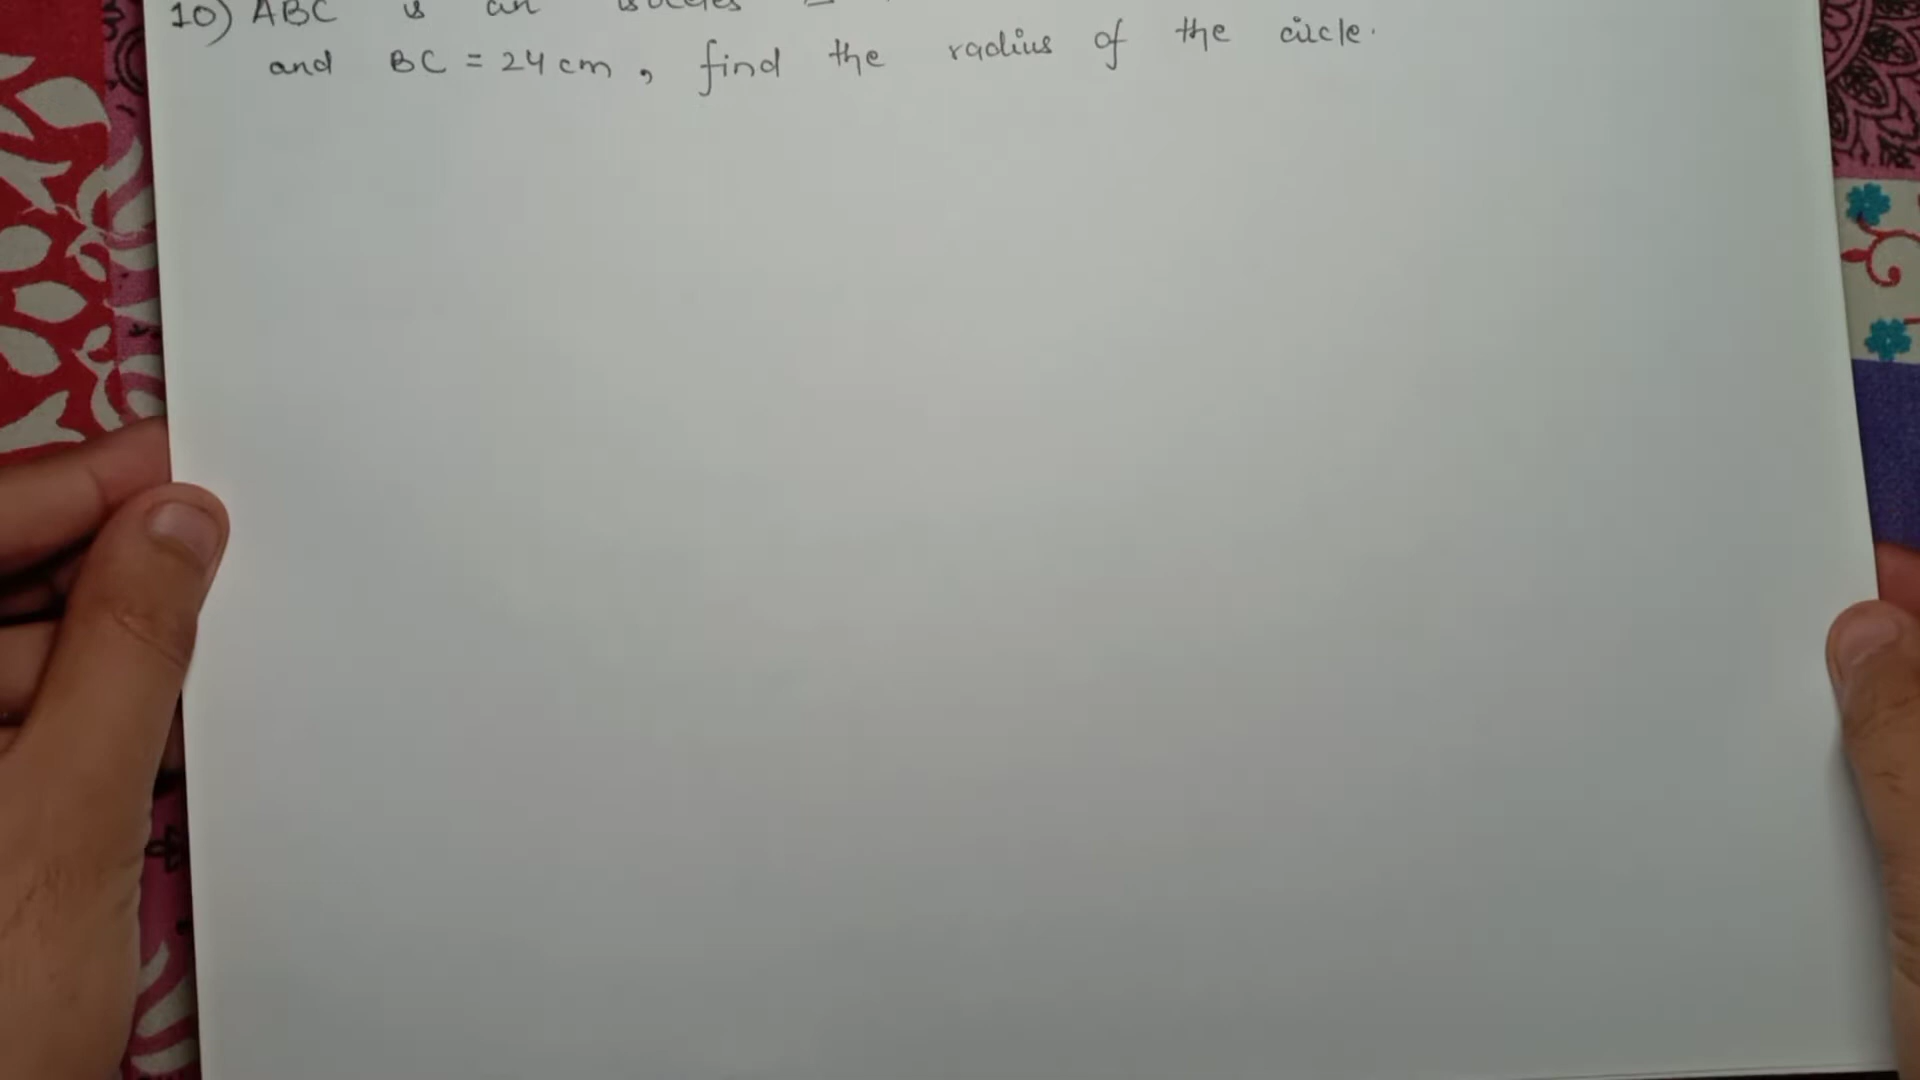 10) ABC is an
and BC = 24 cm, find the radius of the circle.